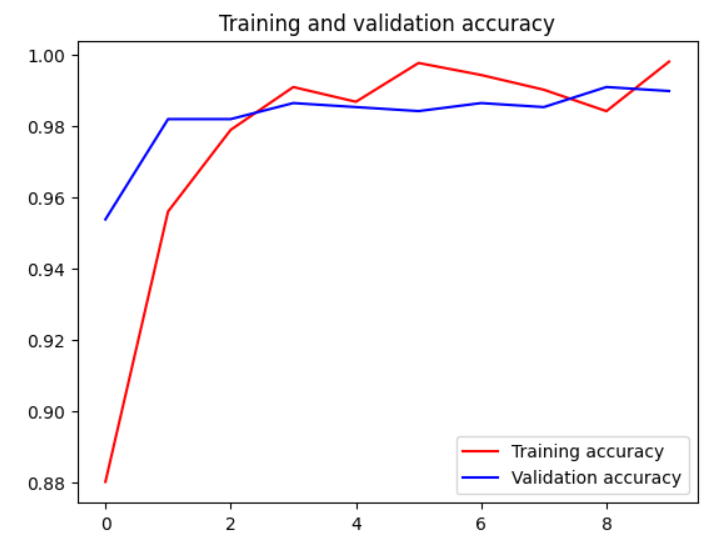 Training and validation accuracy
1.00
0.98
0.96
0.94
0.92
0.90
0.88
Training accuracy
Validation accuracy
0 2 4 6 8